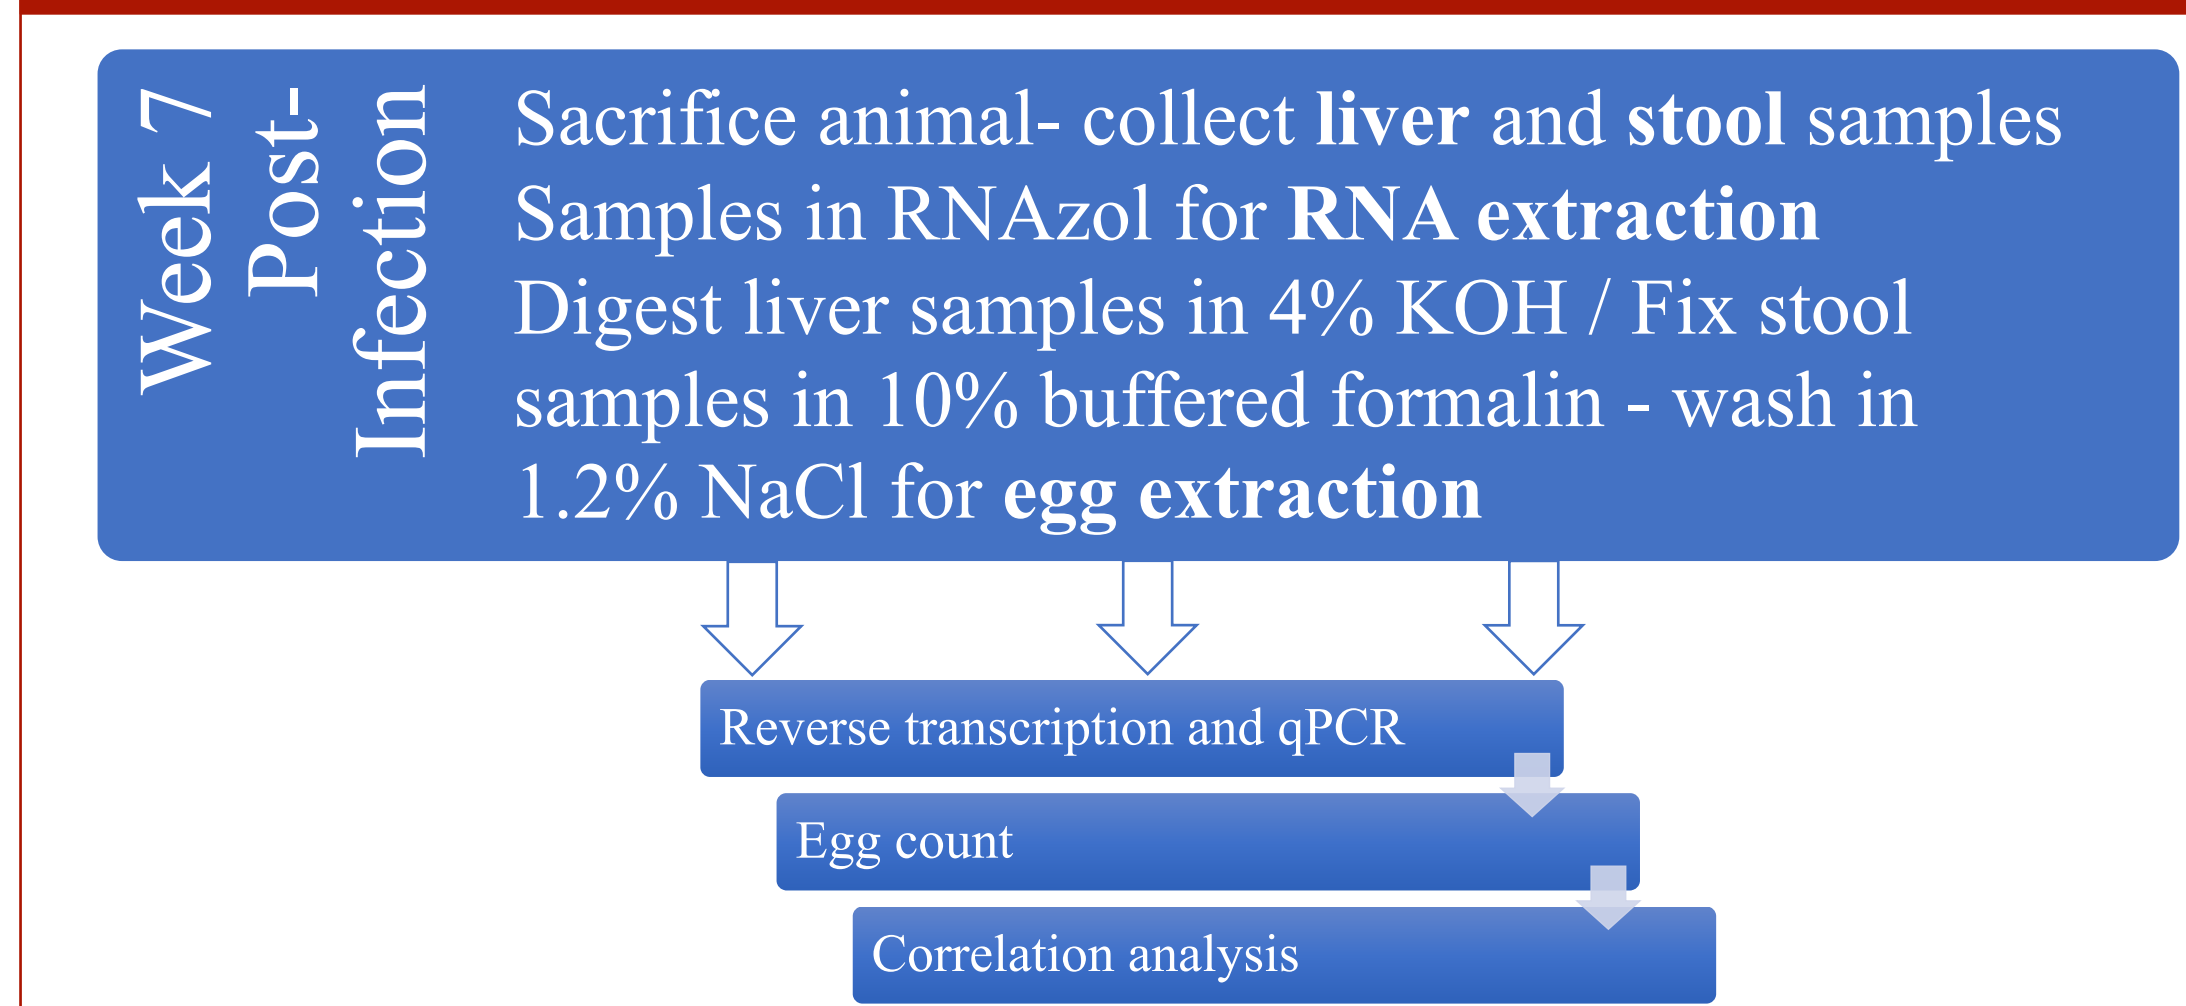 Week 7
Post-
Infection
Sacrifice animal- collect liver and stool samples
Samples in RNAzol for RNA extraction
Digest liver samples in 4% KOH / Fix stool
samples in 10% buffered formalin - wash in
1.2% NaCl for egg extraction
Reverse transcription and qPCR
Egg count
Correlation analysis